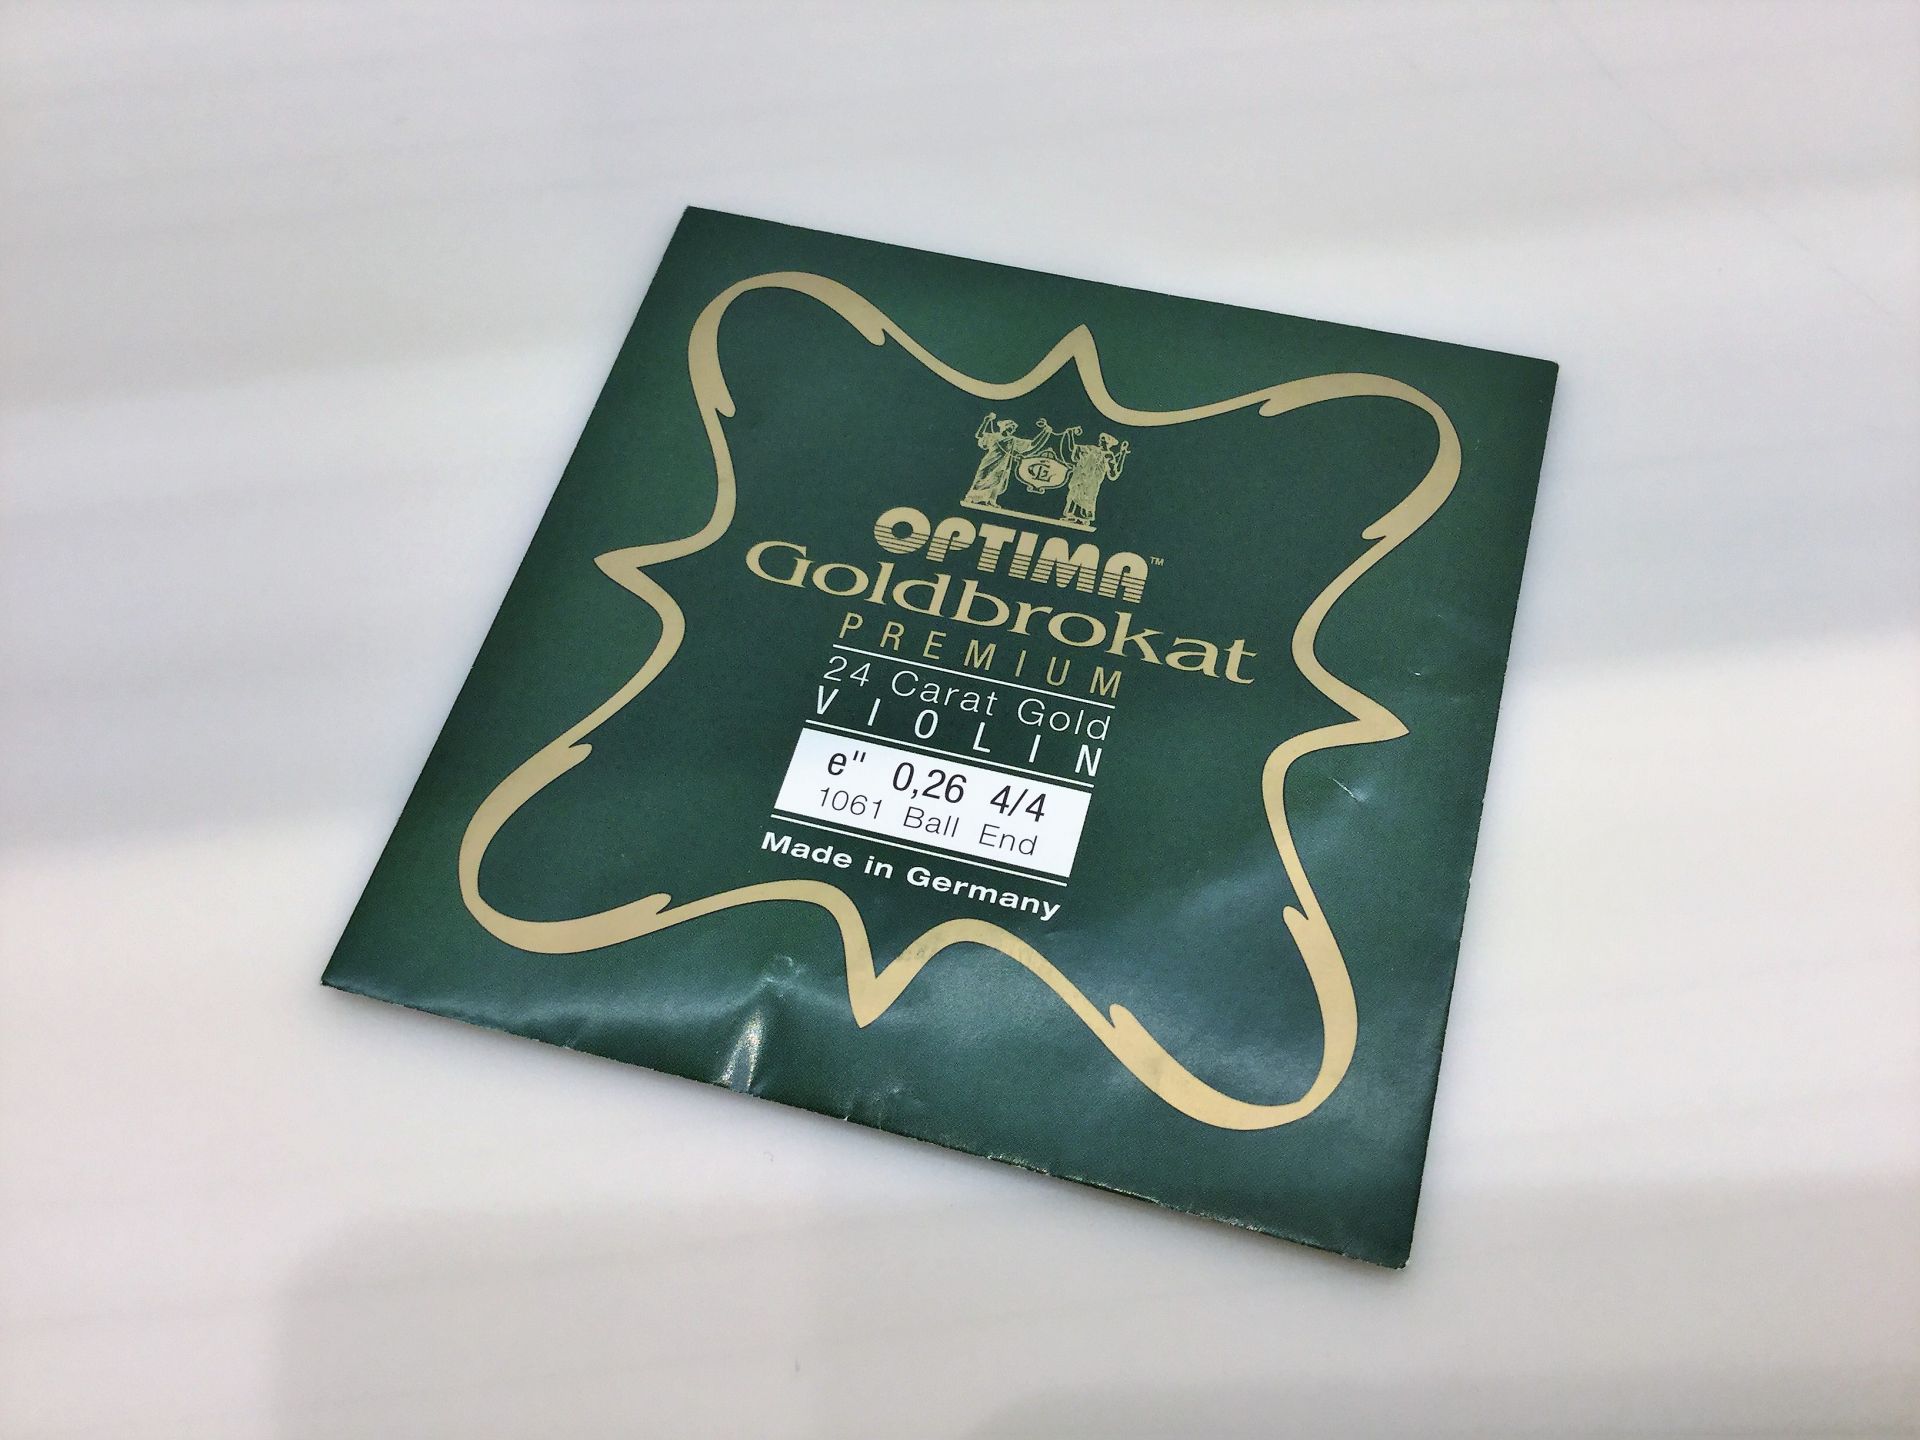 OPTIMA™
Goldbrokat
PREMIUM
24 Carat Gold
VIOLIN
e" 0,26 4/4
1061 Ball End
Made in Germany